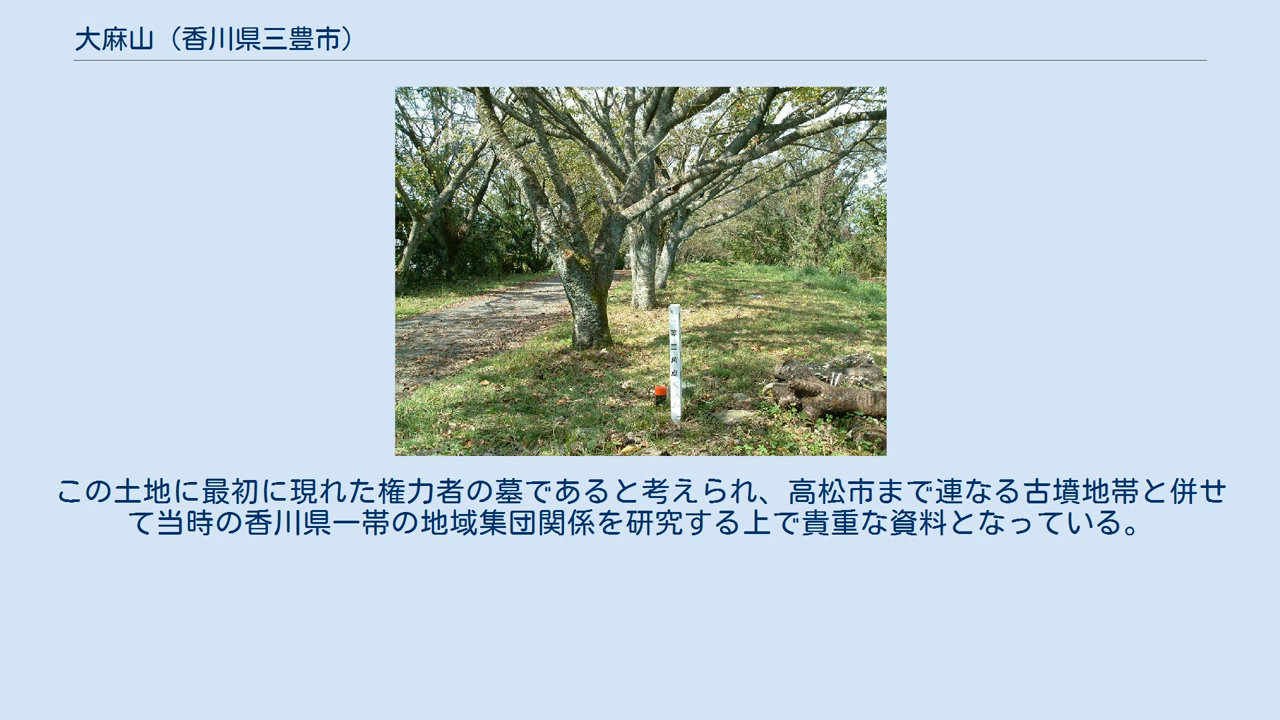 大麻山（香川県三豊市）
三角点
この土地に最初に現れた権力者の墓であると考えられ、高松市まで連なる古墳地帯と併せ
て当時の香川県一帯の地域集団関係を研究する上で貴重な資料となっている。